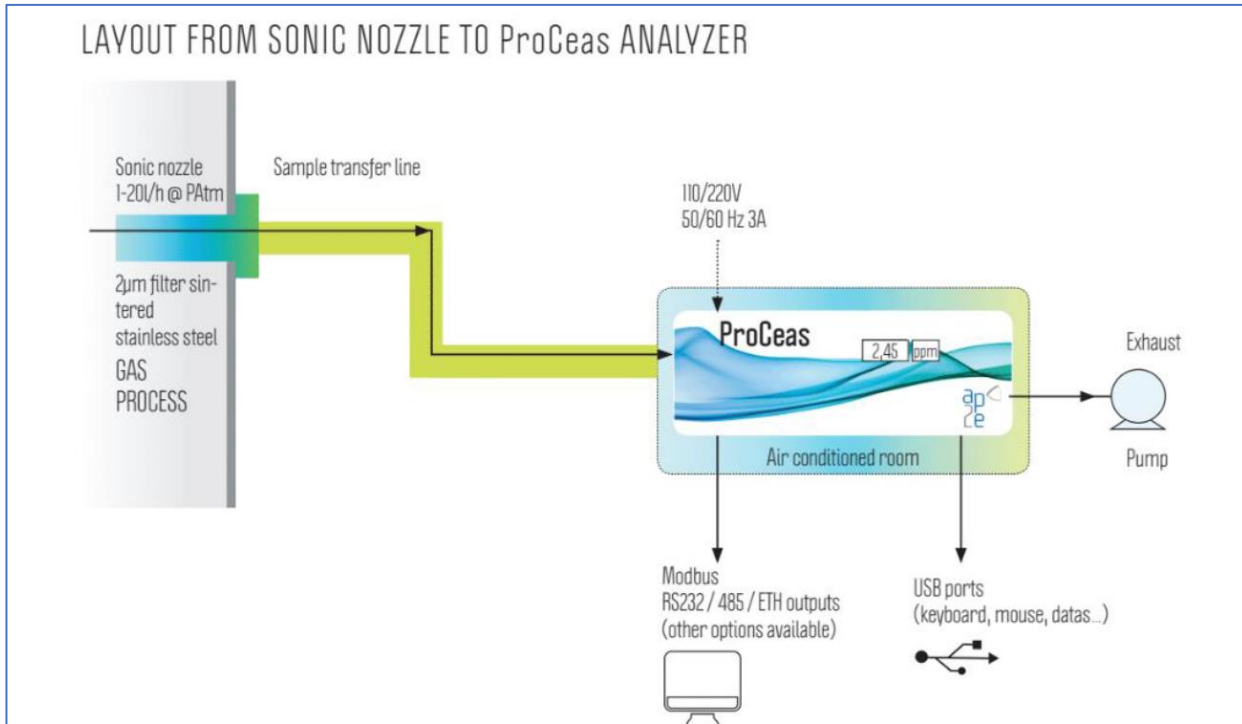 LAYOUT FROM SONIC NOZZLE TO ProCeas ANALYZER
Sonic nozzle
1-20l/h @ PAtm
Sample transfer line
2µm filter sin-
tered
stainless steel
GAS
PROCESS
110/220V
50/60 Hz 3A
ProCeas
2,45 ppm
ap2e
Air conditioned room
Exhaust
Pump
Modbus
RS232 / 485 / ETH outputs
(other options available)
USB ports
(keyboard, mouse, datas...)